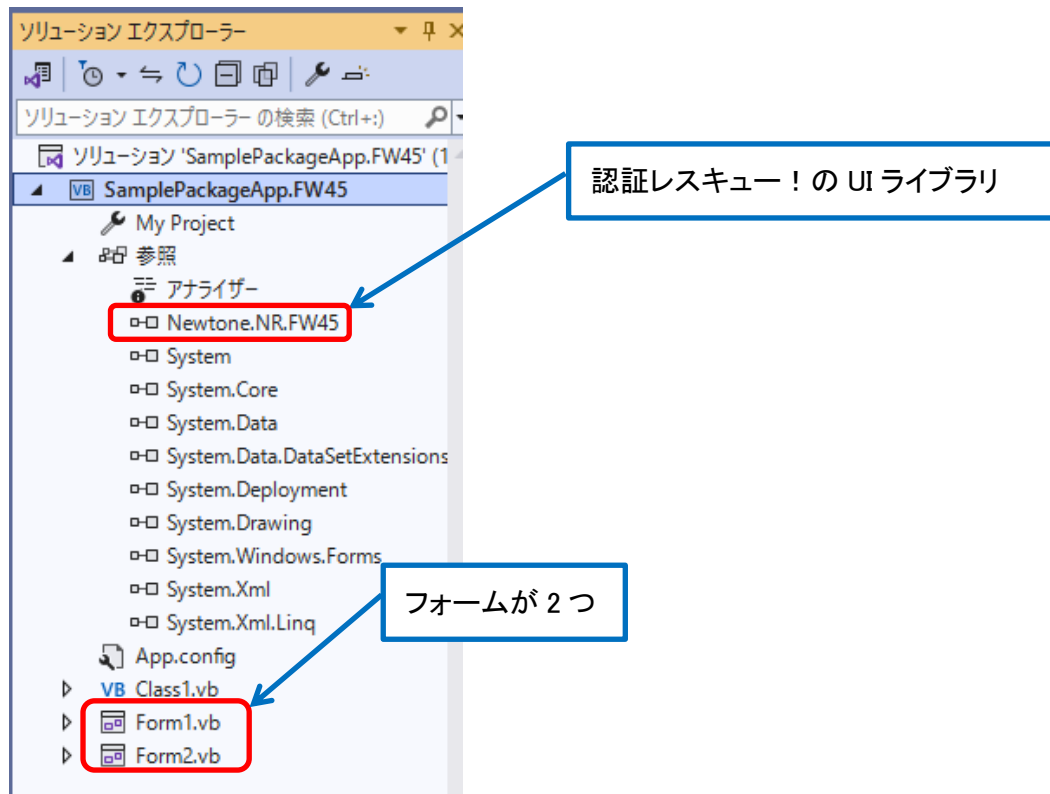 ソリューション エクスプローラー
ソリューション エクスプローラー の検索 (Ctrl+:)
ソリューション 'SamplePackageApp.FW45' (1
VB SamplePackageApp.FW45
My Project
参照
アナライザー
Newtone.NR.FW45
System
System.Core
System.Data
System.Data.DataSetExtensions
System.Deployment
System.Drawing
System.Windows.Forms
System.Xml
System.Xml.Linq
App.config
VB Class1.vb
Form1.vb
Form2.vb
認証レスキュー！の UI ライブラリ
フォームが 2 つ